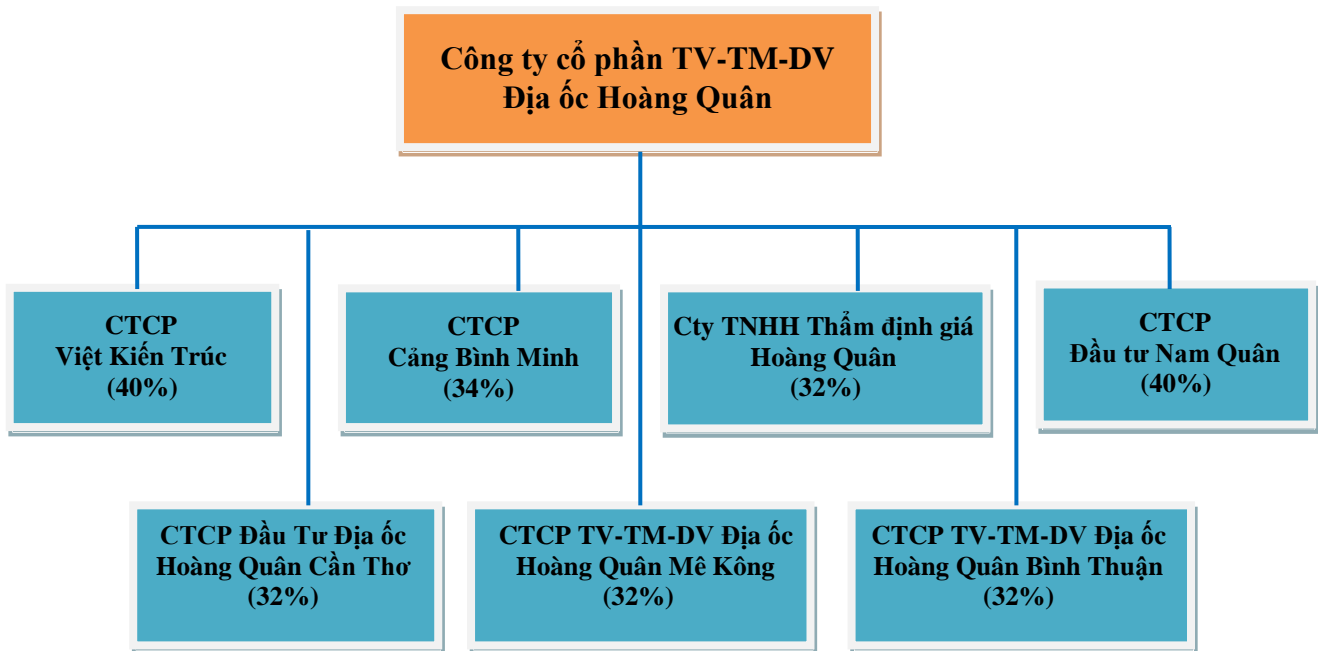 Công ty cổ phần TV-TM-DV
Địa ốc Hoàng Quân
CTCP
Việt Kiến Trúc
(40%)
CTCP
Cảng Bình Minh
(34%)
Cty TNHH Thẩm định giá
Hoàng Quân
(32%)
CTCP
Đầu tư Nam Quân
(40%)
CTCP Đầu Tư Địa ốc
Hoàng Quân Cần Thơ
(32%)
CTCP TV-TM-DV Địa ốc
Hoàng Quân Mê Kông
(32%)
CTCP TV-TM-DV Địa ốc
Hoàng Quân Bình Thuận
(32%)